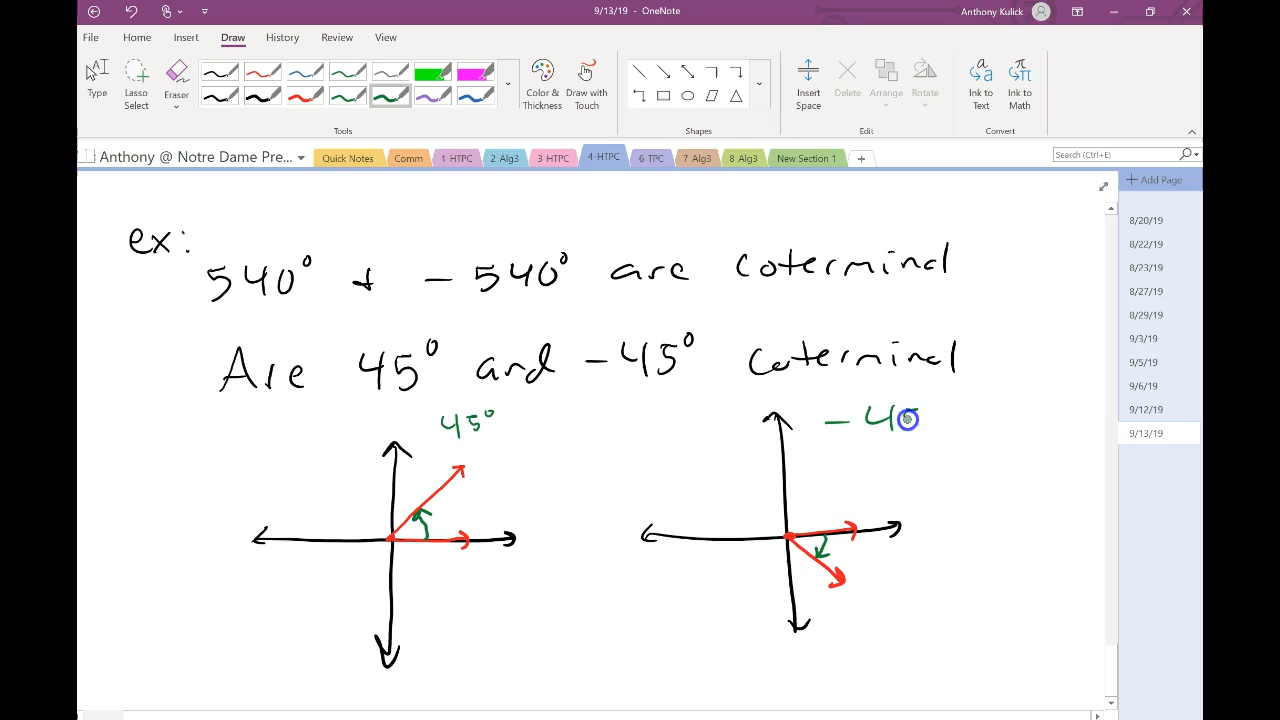 9/13/19 - OneNote
Anthony Kulick
File Home Insert Draw History Review View
Type
Lasso Select
Eraser
Color & Thickness
Draw with Touch
Insert Space
Delete
Arrange
Rotate
Ink to Text
Ink to Math
Tools
Shapes
Edit
Convert
Anthony @ Notre Dame Pre...
Quick Notes Comm 1 HTPC 2 Alg3 3 HTPC 4 HTPC 6 TPC 7 Alg3 8 Alg3 New Section 1
Search (Ctrl+E)
Add Page
8/20/19
8/22/19
8/23/19
8/27/19
8/29/19
9/3/19
9/5/19
9/6/19
9/12/19
9/13/19
ex:
540° + -540° are coterminal
Are 45° and -45° coterminal
45°
-45